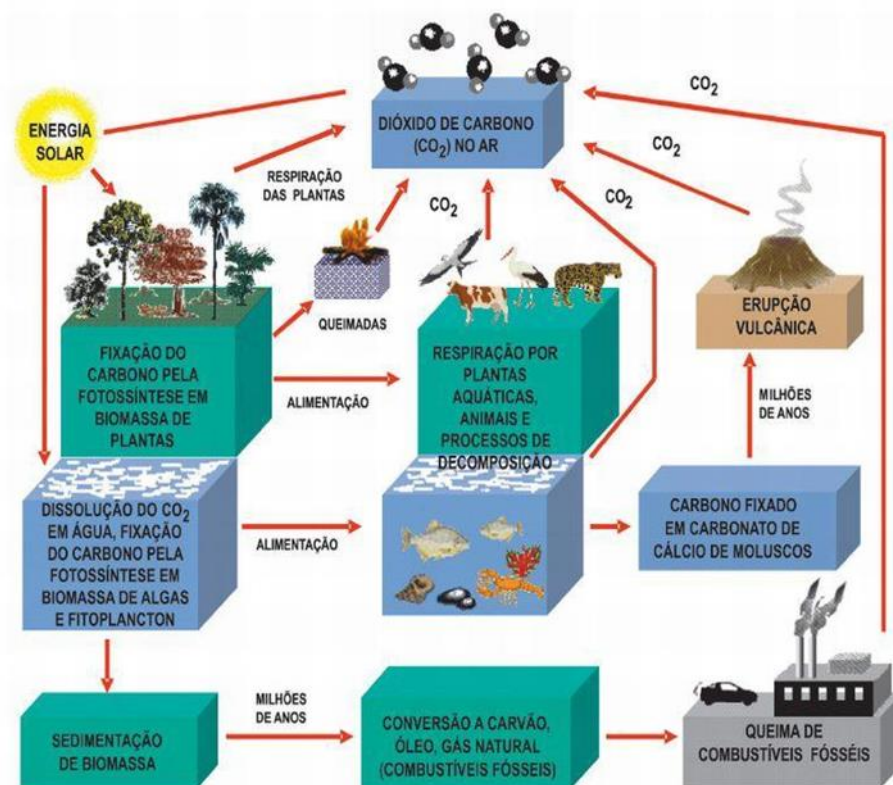 CO₂
DIÓXIDO DE CARBONO
(CO₂) NO AR
ENERGIA
SOLAR
RESPIRAÇÃO
DAS PLANTAS
CO₂
CO₂
CO₂
QUEIMADAS
ERUPÇÃO
VULCÂNICA
FIXAÇÃO DO
CARBONO PELA
FOTOSSÍNTESE EM
BIOMASSA DE
PLANTAS
ALIMENTAÇÃO
RESPIRAÇÃO POR
PLANTAS
AQUÁTICAS,
ANIMAIS E
PROCESSOS DE
DECOMPOSIÇÃO
MILHÕES
DE ANOS
DISSOLUÇÃO DO CO₂
EM ÁGUA, FIXAÇÃO
DO CARBONO PELA
FOTOSSÍNTESE EM
BIOMASSA DE ALGAS
E FITOPLANCTON
ALIMENTAÇÃO
CARBONO FIXADO
EM CARBONATO DE
CÁLCIO DE MOLUSCOS
SEDIMENTAÇÃO
DE BIOMASSA
MILHÕES
DE ANOS
CONVERSÃO A CARVÃO,
ÓLEO, GÁS NATURAL
(COMBUSTÍVEIS FÓSSEIS)
QUEIMA DE
COMBUSTÍVEIS FÓSSÉIS